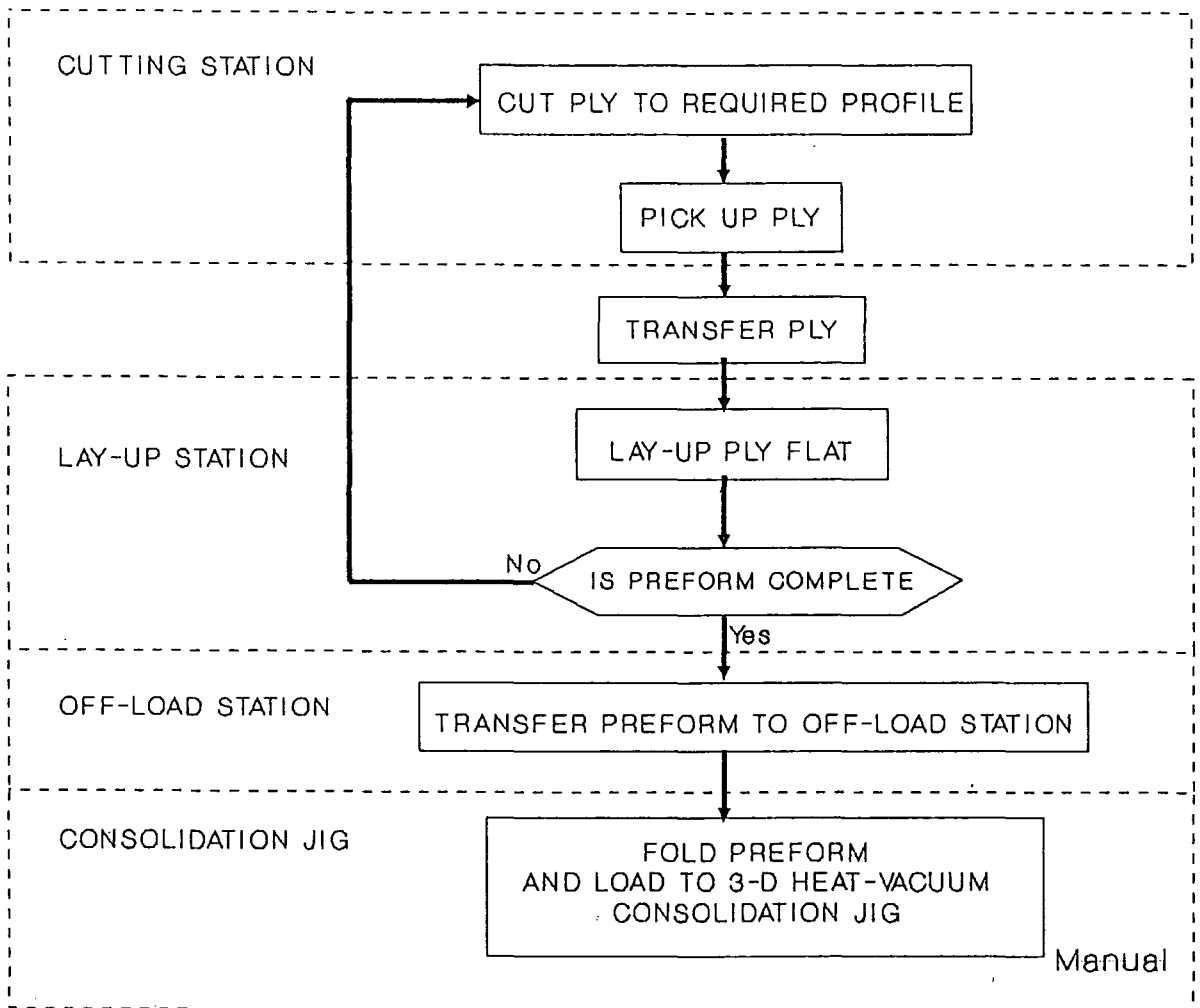 CUTTING STATION
CUT PLY TO REQUIRED PROFILE
PICK UP PLY
TRANSFER PLY
LAY-UP STATION
LAY-UP PLY FLAT
No
IS PREFORM COMPLETE
Yes
OFF-LOAD STATION
TRANSFER PREFORM TO OFF-LOAD STATION
CONSOLIDATION JIG
FOLD PREFORM
AND LOAD TO 3-D HEAT-VACUUM
CONSOLIDATION JIG
Manual